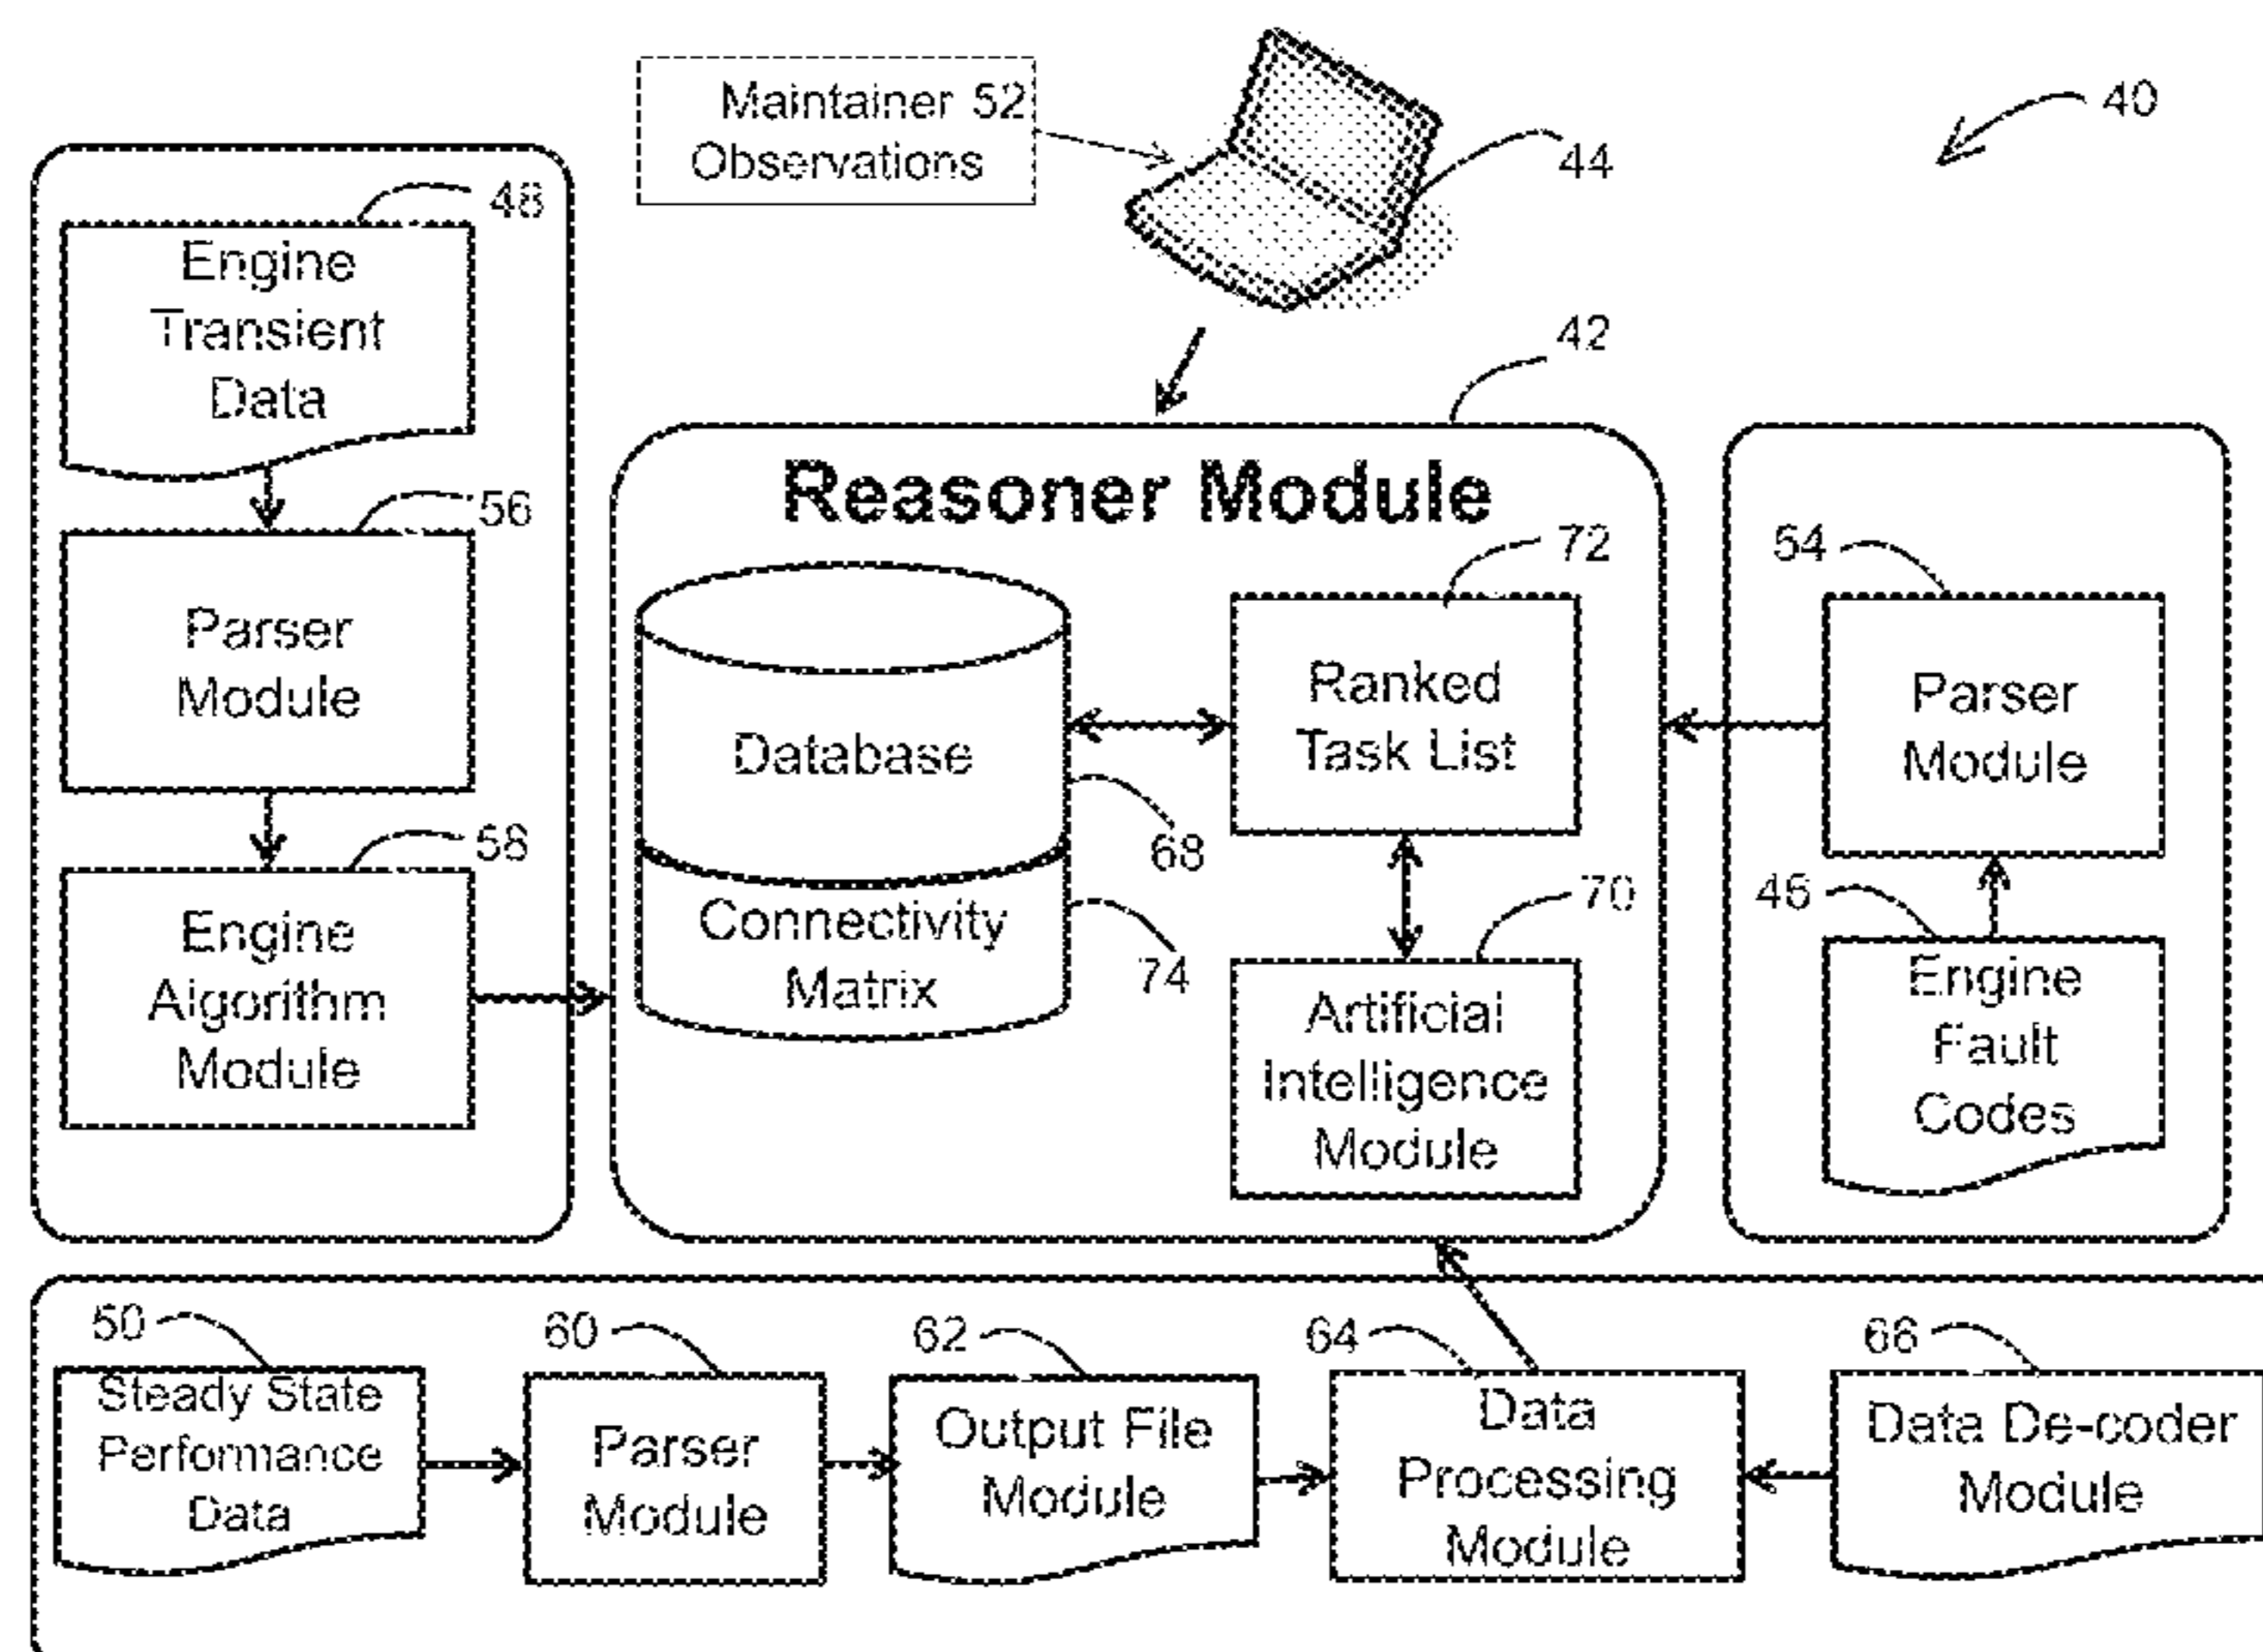 Maintainer 52
Observations
40
44
48
Engine
Transient
Data
56
Parser
Module
58
Engine
Algorithm
Module
42
Reasoner Module
72
Database
68
Connectivity
Matrix
74
Ranked
Task List
70
Artificial
Intelligence
Module
54
Parser
Module
46
Engine
Fault
Codes
50
Steady State
Performance
Data
60
Parser
Module
62
Output File
Module
64
Data
Processing
Module
66
Data De-coder
Module